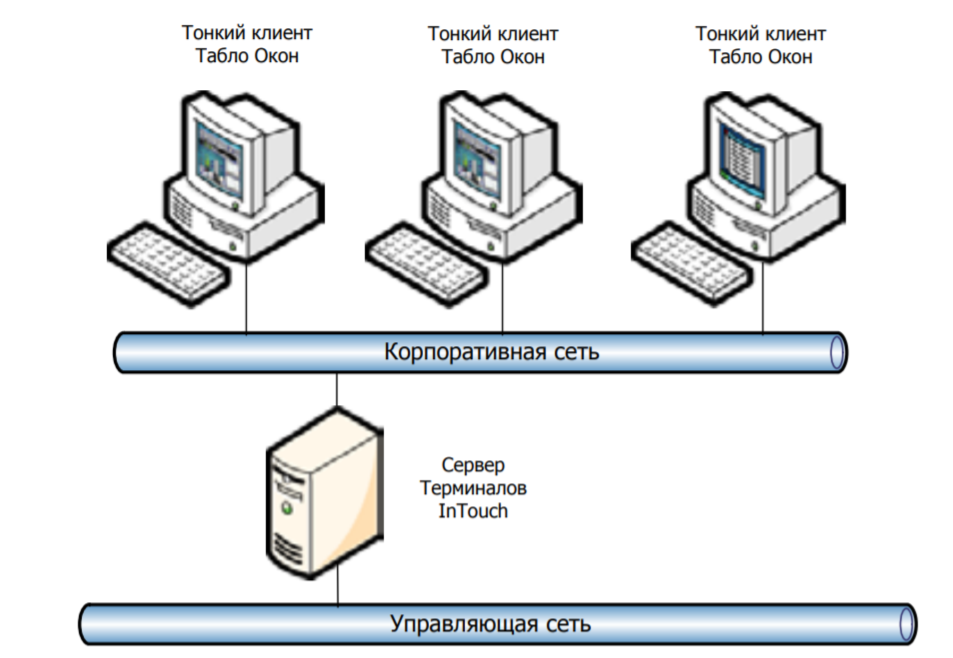 Тонкий клиент
Табло Окон
Тонкий клиент
Табло Окон
Тонкий клиент
Табло Окон
Корпоративная сеть
Сервер
Терминалов
InTouch
Управляющая сеть